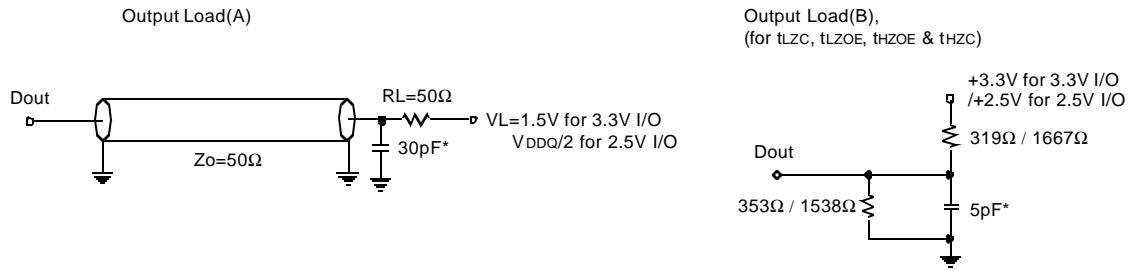 Output Load(A)
Dout
Zo=50Ω
RL=50Ω
30pF*
VL=1.5V for 3.3V I/O
VDDQ/2 for 2.5V I/O
Output Load(B),
(for tLZC, tLZOE, tHZOE & tHZC)
+3.3V for 3.3V I/O
/+2.5V for 2.5V I/O
319Ω / 1667Ω
Dout
353Ω / 1538Ω
5pF*